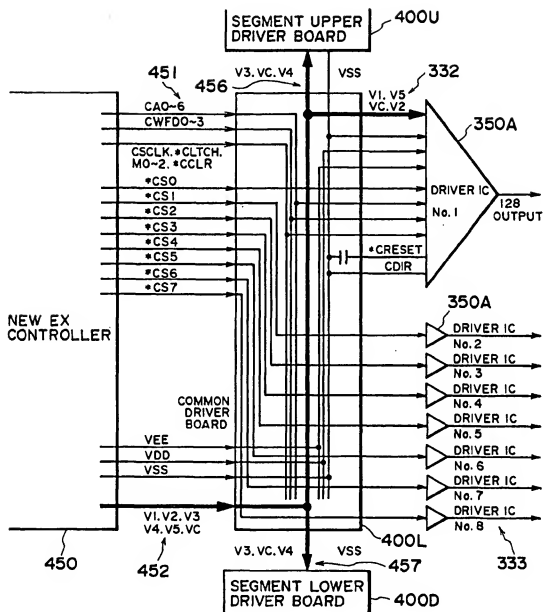 SEGMENT UPPER
DRIVER BOARD
400U
451
V3. VC. V4
VSS
332
456
V1. V5
VC. V2
350A
CA0~6
CWFD0~3
CSCLK. *CLTCH.
M0~2. *CCLR
*CS0
*CS1
*CS2
*CS3
*CS4
*CS5
*CS6
*CS7
DRIVER IC
No. 1
128
OUTPUT
*CRESET
CDIR
NEW EX
CONTROLLER
350A
DRIVER IC
No. 2
DRIVER IC
No. 3
DRIVER IC
No. 4
DRIVER IC
No. 5
DRIVER IC
No. 6
DRIVER IC
No. 7
DRIVER IC
No. 8
COMMON
DRIVER
BOARD
VEE
VDD
VSS
V1. V2. V3
V4. V5. VC
450
452
400L
333
V3. VC. V4
VSS
457
SEGMENT LOWER
DRIVER BOARD
400D